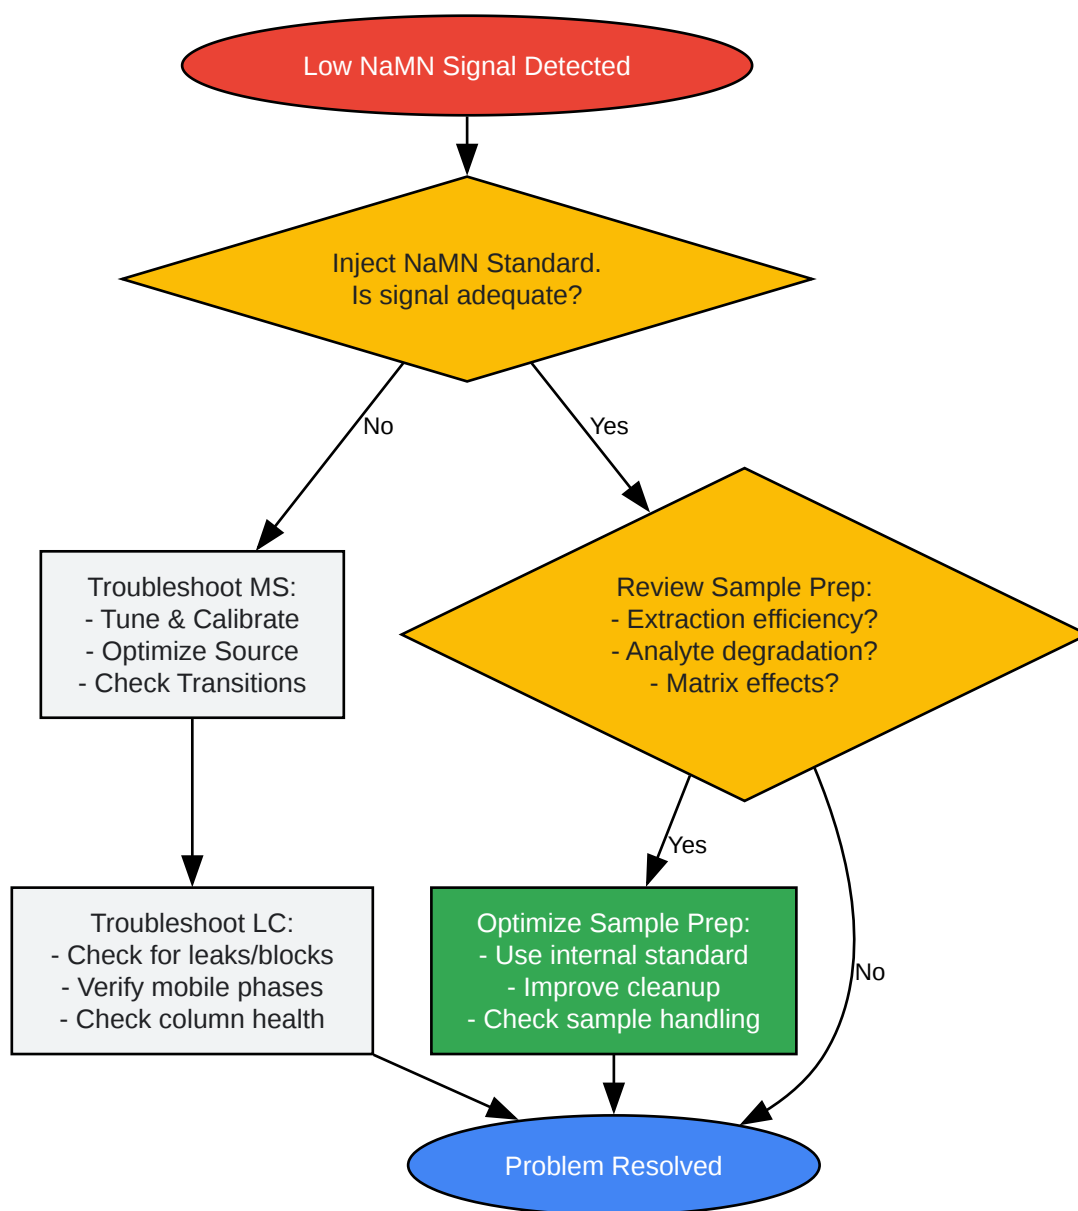 Low NaMN Signal Detected
Inject NaMN Standard.
Is signal adequate?
No
Yes
Troubleshoot MS:
- Tune & Calibrate
- Optimize Source
- Check Transitions
Review Sample Prep:
- Extraction efficiency?
- Analyte degradation?
- Matrix effects?
Yes
No
Troubleshoot LC:
- Check for leaks/blocks
- Verify mobile phases
- Check column health
Optimize Sample Prep:
- Use internal standard
- Improve cleanup
- Check sample handling
Problem Resolved